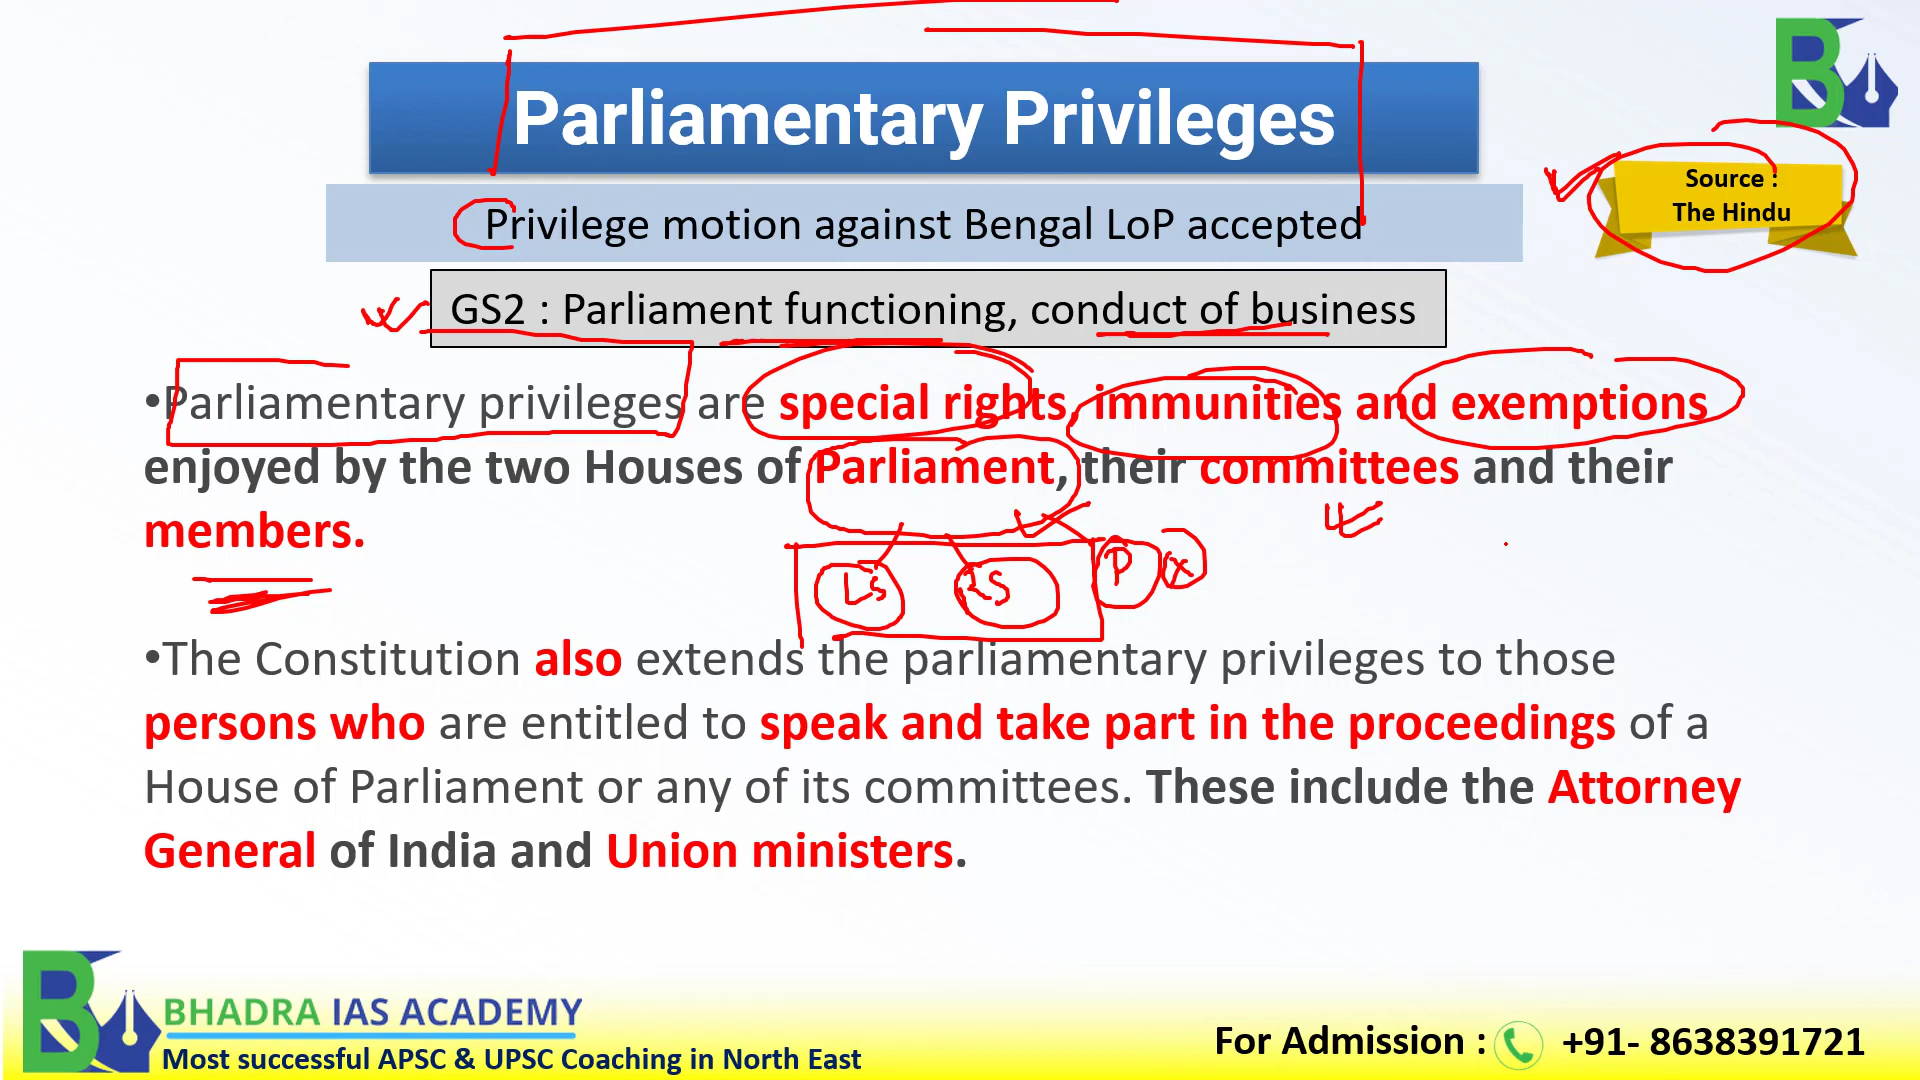 Parliamentary Privileges
Source :
The Hindu
Privilege motion against Bengal LoP accepted
GS2 : Parliament functioning, conduct of business
•Parliamentary privileges are special rights, immunities and exemptions
enjoyed by the two Houses of Parliament, their committees and their
members.
LS RS P X
•The Constitution also extends the parliamentary privileges to those
persons who are entitled to speak and take part in the proceedings of a
House of Parliament or any of its committees. These include the Attorney
General of India and Union ministers.
BHADRA IAS ACADEMY
Most successful APSC & UPSC Coaching in North East
For Admission : +91- 8638391721